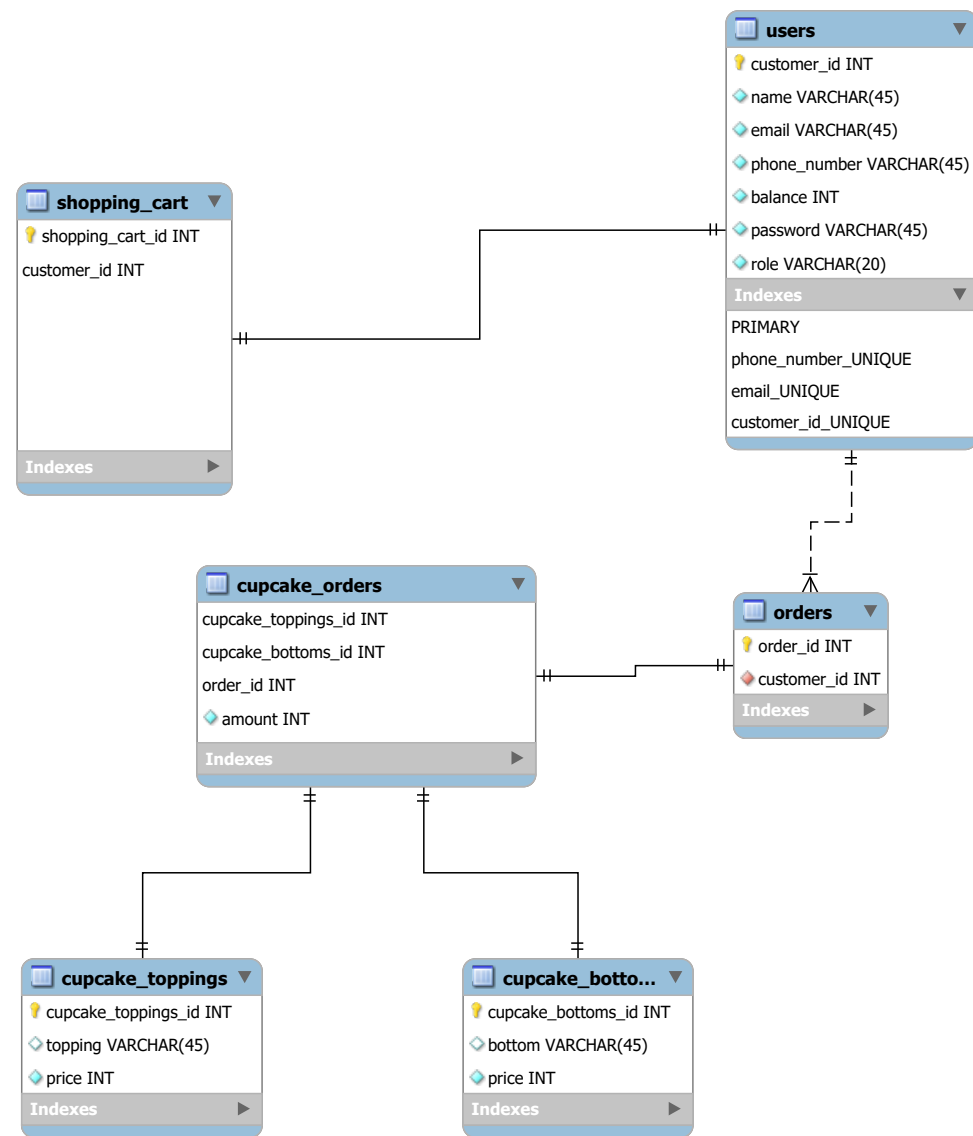 users
customer_id INT
name VARCHAR(45)
email VARCHAR(45)
phone_number VARCHAR(45)
balance INT
password VARCHAR(45)
role VARCHAR(20)
Indexes
PRIMARY
phone_number_UNIQUE
email_UNIQUE
customer_id_UNIQUE
shopping_cart
shopping_cart_id INT
customer_id INT
Indexes
cupcake_orders
cupcake_toppings_id INT
cupcake_bottoms_id INT
order_id INT
amount INT
Indexes
orders
order_id INT
customer_id INT
Indexes
cupcake_toppings
cupcake_toppings_id INT
topping VARCHAR(45)
price INT
Indexes
cupcake_botto...
cupcake_bottoms_id INT
bottom VARCHAR(45)
price INT
Indexes